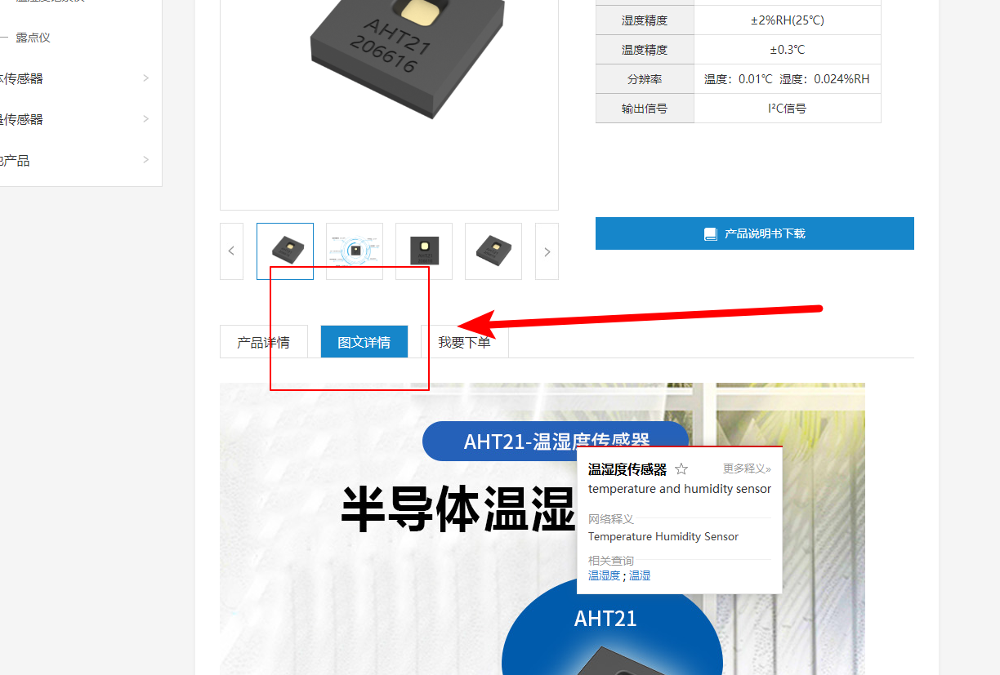 露点仪
传感器
传感器
产品
AHT21
206616
湿度精度
±2%RH(25℃)
温度精度
±0.3℃
分辨率
温度：0.01℃ 湿度：0.024%RH
输出信号
I²C信号
产品说明书下载
产品详情
图文详情
我要下单
AHT21-温湿度传感器
半导体温湿
温湿度传感器
更多释义»
temperature and humidity sensor
网络释义
Temperature Humidity Sensor
相关查询
温湿度 ; 温湿
AHT21